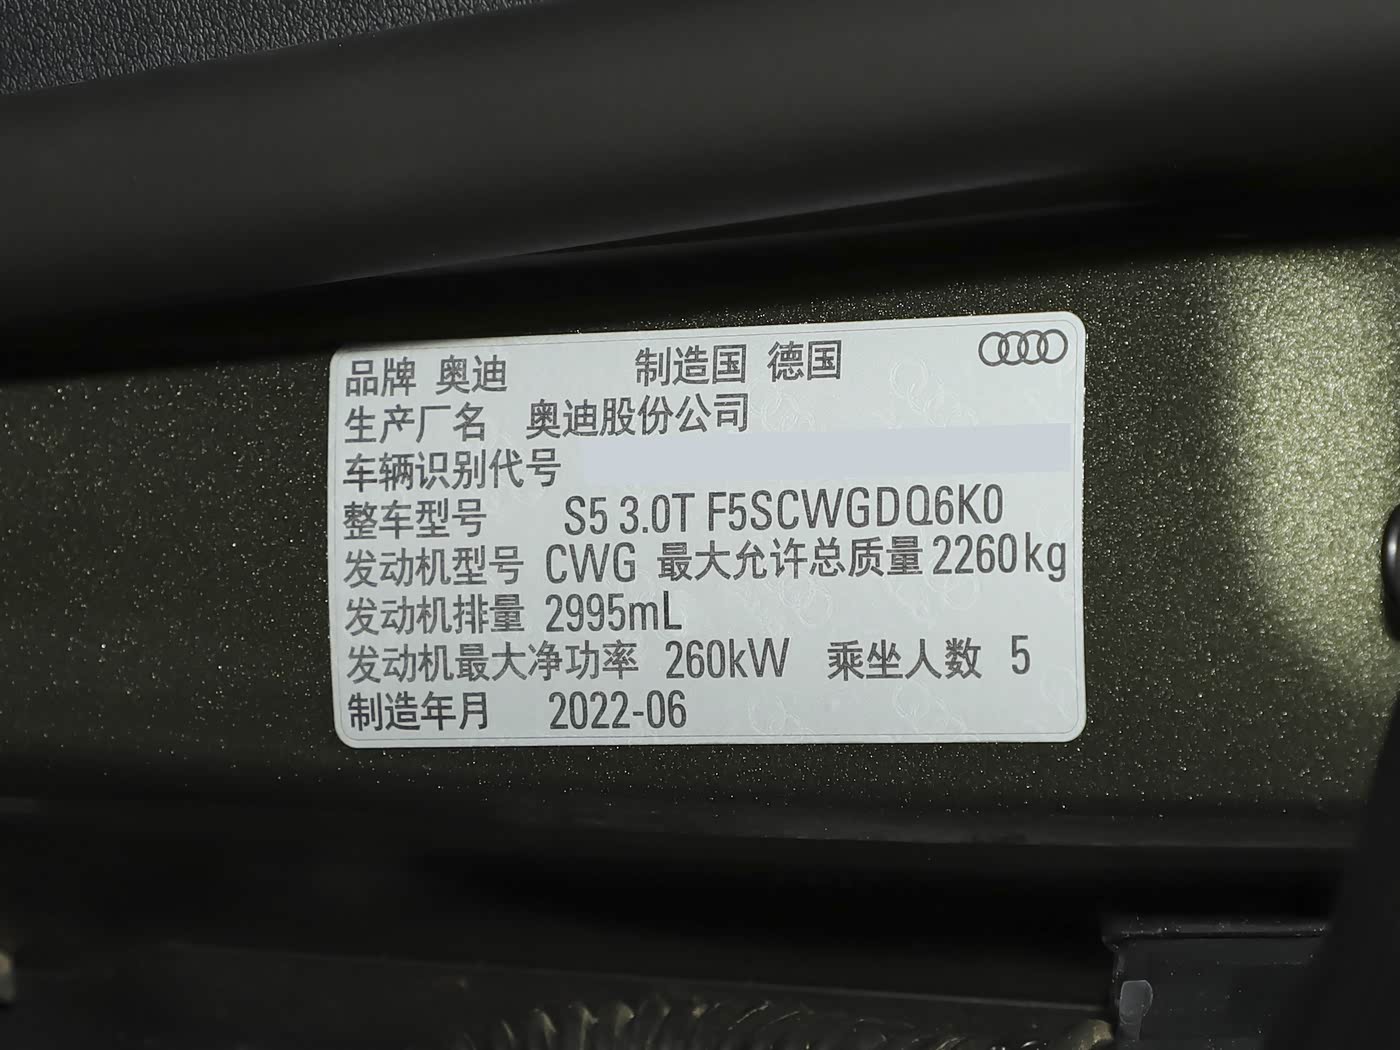 品牌 奥迪 制造国 德国
生产厂名 奥迪股份公司
车辆识别代号
整车型号 S5 3.0T F5SCWGDQ6K0
发动机型号 CWG 最大允许总质量 2260kg
发动机排量 2995mL
发动机最大净功率 260kW 乘坐人数 5
制造年月 2022-06